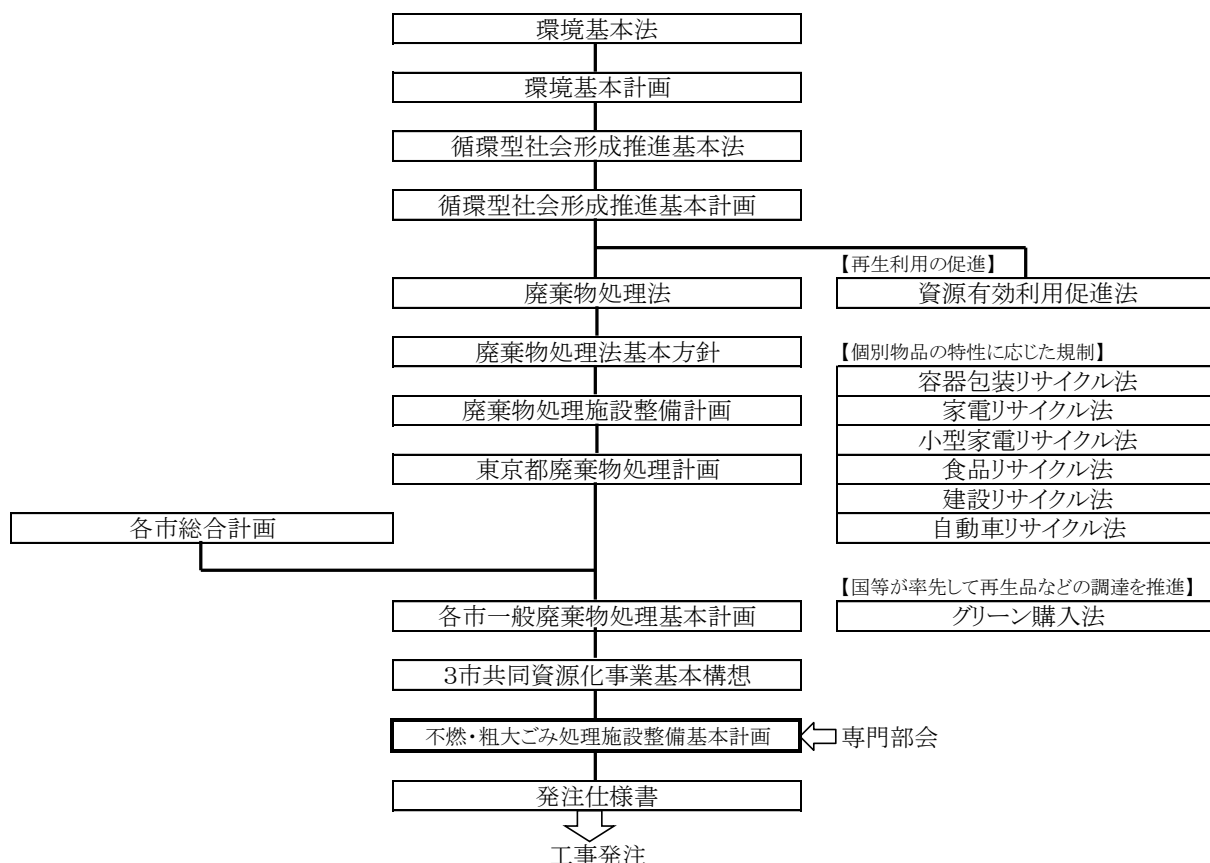 環境基本法
環境基本計画
循環型社会形成推進基本法
循環型社会形成推進基本計画
【再生利用の促進】
廃棄物処理法
資源有効利用促進法
廃棄物処理法基本方針
【個別物品の特性に応じた規制】
容器包装リサイクル法
廃棄物処理施設整備計画
家電リサイクル法
小型家電リサイクル法
東京都廃棄物処理計画
食品リサイクル法
建設リサイクル法
各市総合計画
自動車リサイクル法
【国等が率先して再生品などの調達を推進】
各市一般廃棄物処理基本計画
グリーン購入法
3市共同資源化事業基本構想
不燃・粗大ごみ処理施設整備基本計画
専門部会
発注仕様書
工事発注